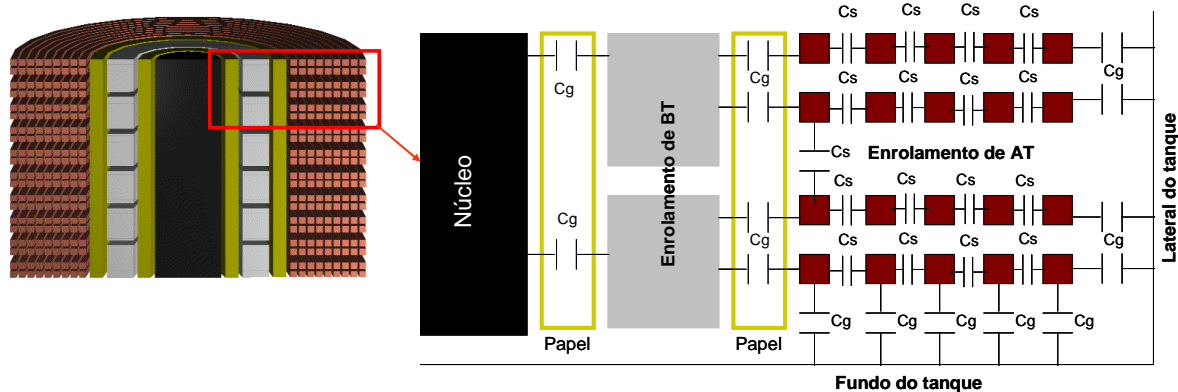 Cs Cs Cs Cs
Cg Cg Cg
Cs Cs Cs Cs
Cg
Núcleo
Enrolamento de BT
Cs Enrolamento de AT
Cs Cs Cs Cs
Cg Cg Cg
Cs Cs Cs Cs
Cg Cg Cg Cg Cg
Papel Papel
Lateral do tanque
Fundo do tanque